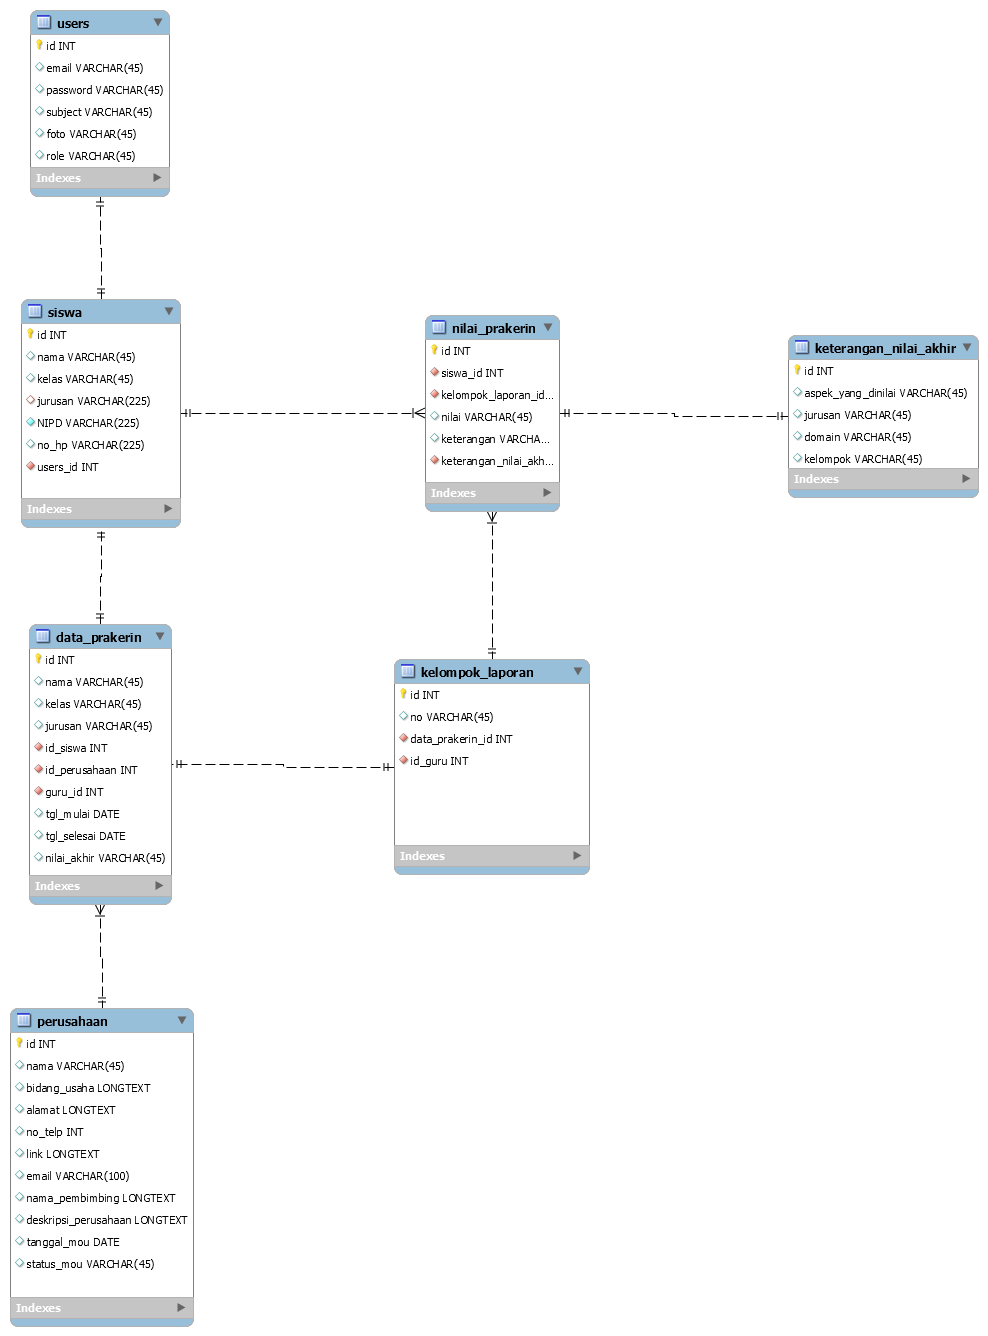 users
id INT
email VARCHAR(45)
password VARCHAR(45)
subject VARCHAR(45)
foto VARCHAR(45)
role VARCHAR(45)
Indexes
siswa
id INT
nama VARCHAR(45)
kelas VARCHAR(45)
jurusan VARCHAR(225)
NIPD VARCHAR(225)
no_hp VARCHAR(225)
users_id INT
Indexes
nilai_prakerin
id INT
siswa_id INT
kelompok_laporan_id...
nilai VARCHAR(45)
keterangan VARCHA...
keterangan_nilai_akh...
Indexes
keterangan_nilai_akhir
id INT
aspek_yang_dinilai VARCHAR(45)
jurusan VARCHAR(45)
domain VARCHAR(45)
kelompok VARCHAR(45)
Indexes
data_prakerin
id INT
nama VARCHAR(45)
kelas VARCHAR(45)
jurusan VARCHAR(45)
id_siswa INT
id_perusahaan INT
guru_id INT
tgl_mulai DATE
tgl_selesai DATE
nilai_akhir VARCHAR(45)
Indexes
kelompok_laporan
id INT
no VARCHAR(45)
data_prakerin_id INT
id_guru INT
Indexes
perusahaan
id INT
nama VARCHAR(45)
bidang_usaha LONGTEXT
alamat LONGTEXT
no_telp INT
link LONGTEXT
email VARCHAR(100)
nama_pembimbing LONGTEXT
deskripsi_perusahaan LONGTEXT
tanggal_mou DATE
status_mou VARCHAR(45)
Indexes